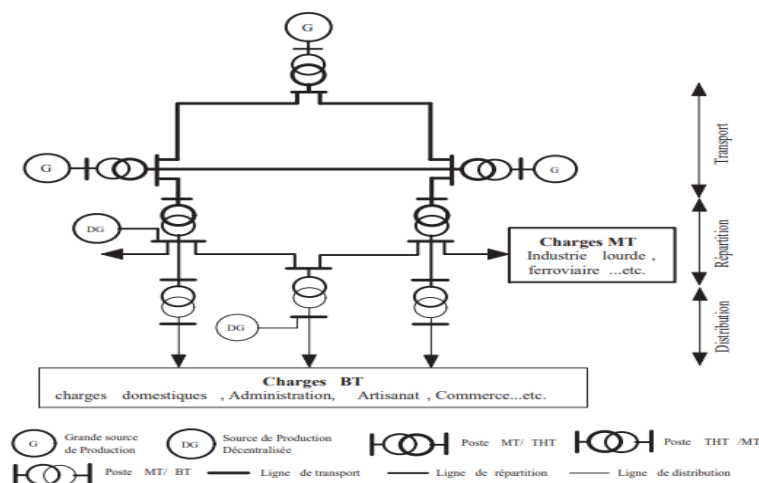 G
Transport
G
G
DG
Charges MT
Industrie lourde ,
ferroviaire ...etc.
Répartition
DG
Distribution
Charges BT
charges domestiques , Administration, Artisanat , Commerce...etc.
G
Grande source
de Production
DG
Source de Production
Décentralisée
Poste MT/ THT
Poste THT /MT
Poste MT/ BT
Ligne de transport
Ligne de répartition
Ligne de distribution